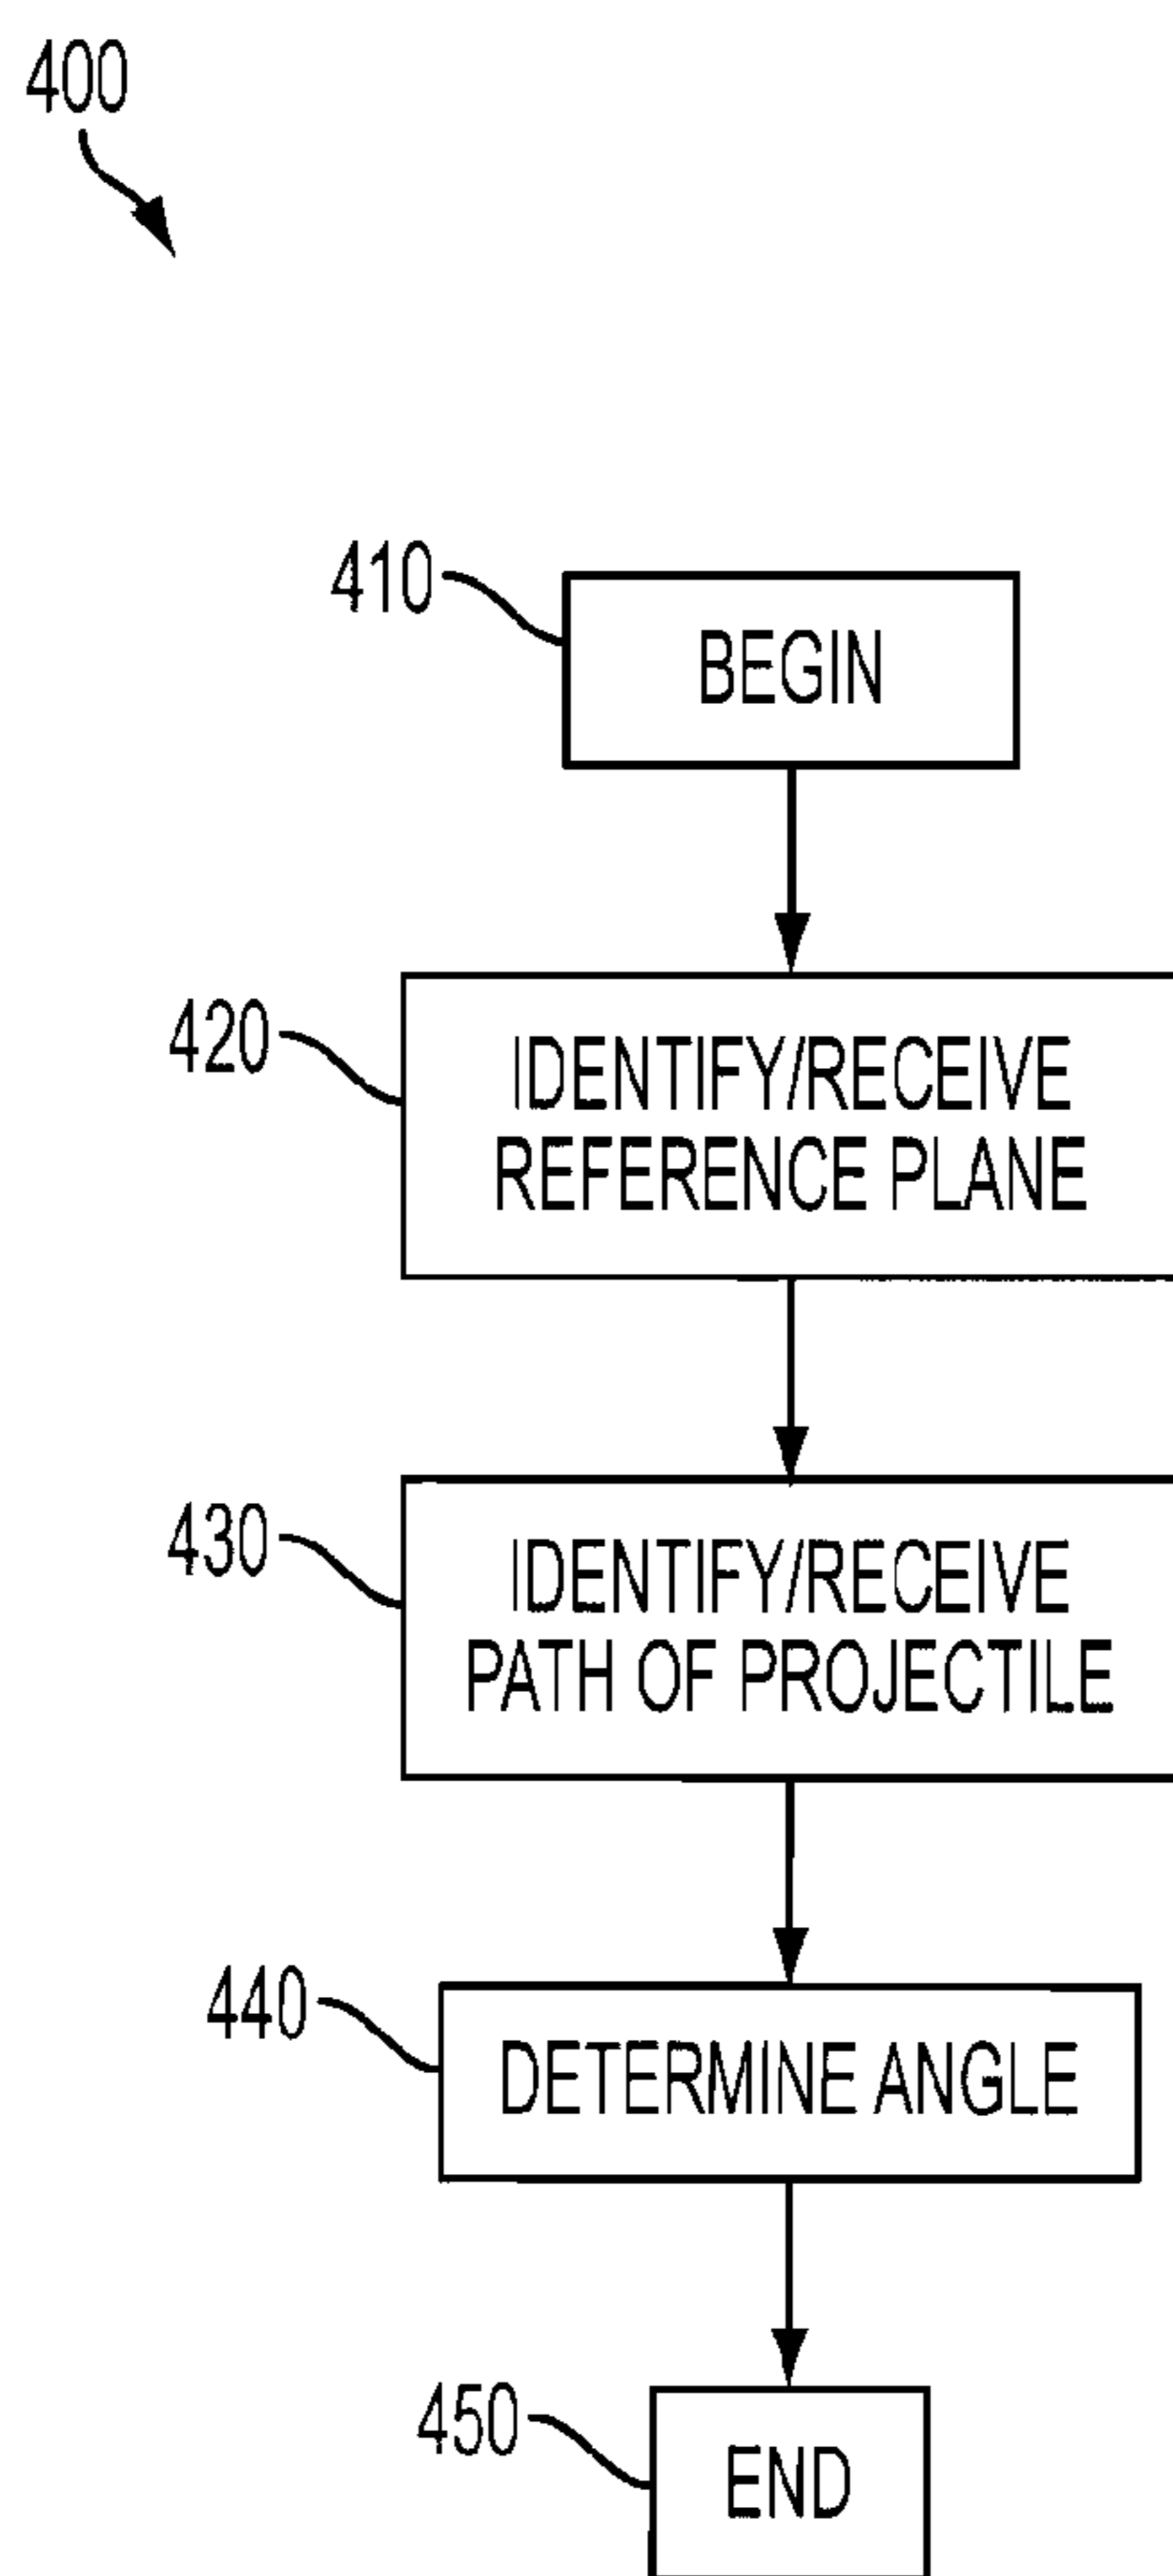 400
410
BEGIN
420
IDENTIFY/RECEIVE
REFERENCE PLANE
430
IDENTIFY/RECEIVE
PATH OF PROJECTILE
440
DETERMINE ANGLE
450
END